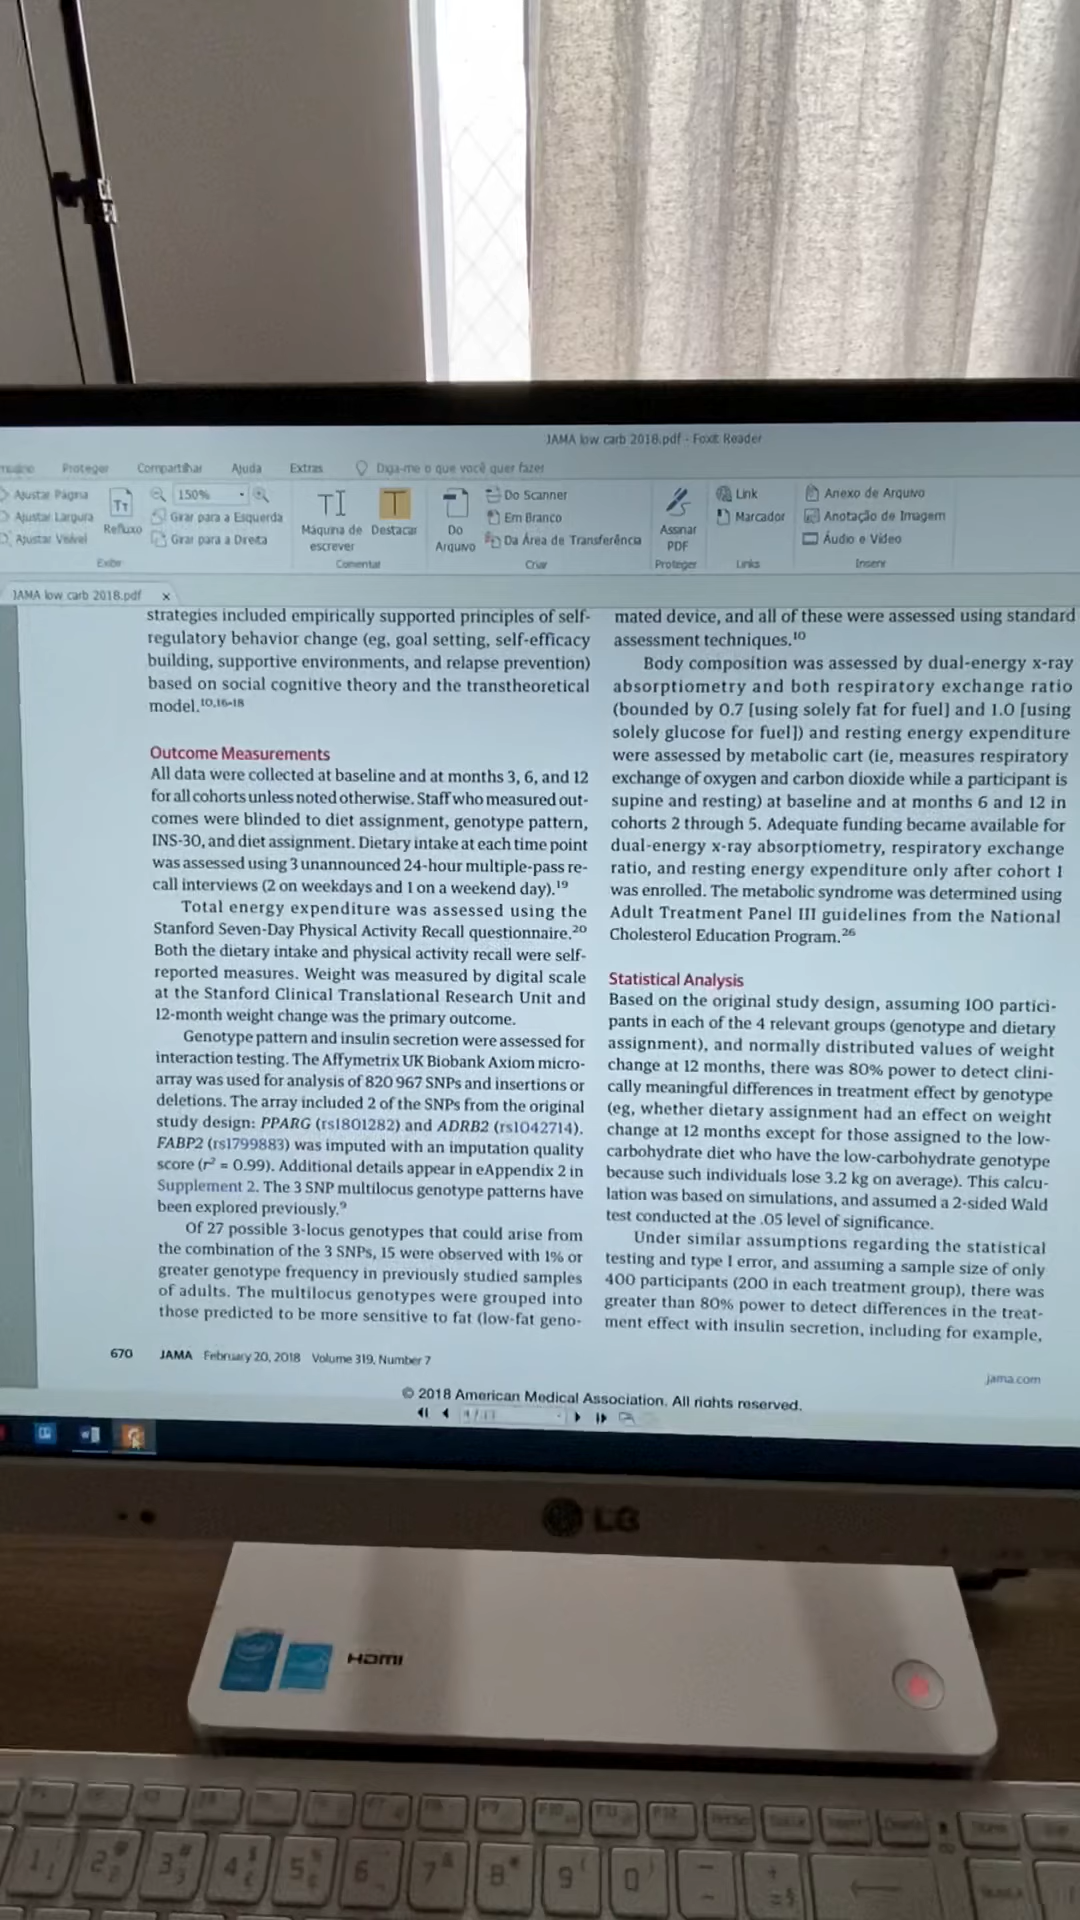 JAMA low carb 2018.pdf - Foxit Reader
Proteger Compartilhar Ajuda Extras Diga-me o que você quer fazer
Ajustar Página
Ajustar Largura
Ajustar Visível
Refluxo
150%
Girar para a Esquerda
Girar para a Direita
Exibir
Máquina de escrever
Destacar
Comentar
Do Arquivo
Do Scanner
Em Branco
Da Área de Transferência
Criar
Assinar PDF
Proteger
Link
Marcador
Links
Anexo de Arquivo
Anotação de Imagem
Áudio e Vídeo
Inserir
JAMA low carb 2018.pdf x
strategies included empirically supported principles of self-
regulatory behavior change (eg, goal setting, self-efficacy
building, supportive environments, and relapse prevention)
based on social cognitive theory and the transtheoretical
model.10,16-18
Outcome Measurements
All data were collected at baseline and at months 3, 6, and 12
for all cohorts unless noted otherwise. Staff who measured out-
comes were blinded to diet assignment, genotype pattern,
INS-30, and diet assignment. Dietary intake at each time point
was assessed using 3 unannounced 24-hour multiple-pass re-
call interviews (2 on weekdays and 1 on a weekend day).19
Total energy expenditure was assessed using the
Stanford Seven-Day Physical Activity Recall questionnaire.20
Both the dietary intake and physical activity recall were self-
reported measures. Weight was measured by digital scale
at the Stanford Clinical Translational Research Unit and
12-month weight change was the primary outcome.
Genotype pattern and insulin secretion were assessed for
interaction testing. The Affymetrix UK Biobank Axiom micro-
array was used for analysis of 820 967 SNPs and insertions or
deletions. The array included 2 of the SNPs from the original
study design: PPARG (rs1801282) and ADRB2 (rs1042714).
FABP2 (rs1799883) was imputed with an imputation quality
score (r² = 0.99). Additional details appear in eAppendix 2 in
Supplement 2. The 3 SNP multilocus genotype patterns have
been explored previously.9
Of 27 possible 3-locus genotypes that could arise from
the combination of the 3 SNPs, 15 were observed with 1% or
greater genotype frequency in previously studied samples
of adults. The multilocus genotypes were grouped into
those predicted to be more sensitive to fat (low-fat geno-
mated device, and all of these were assessed using standard
assessment techniques.10
Body composition was assessed by dual-energy x-ray
absorptiometry and both respiratory exchange ratio
(bounded by 0.7 [using solely fat for fuel] and 1.0 [using
solely glucose for fuel]) and resting energy expenditure
were assessed by metabolic cart (ie, measures respiratory
exchange of oxygen and carbon dioxide while a participant is
supine and resting) at baseline and at months 6 and 12 in
cohorts 2 through 5. Adequate funding became available for
dual-energy x-ray absorptiometry, respiratory exchange
ratio, and resting energy expenditure only after cohort 1
was enrolled. The metabolic syndrome was determined using
Adult Treatment Panel III guidelines from the National
Cholesterol Education Program.26
Statistical Analysis
Based on the original study design, assuming 100 partici-
pants in each of the 4 relevant groups (genotype and dietary
assignment), and normally distributed values of weight
change at 12 months, there was 80% power to detect clini-
cally meaningful differences in treatment effect by genotype
(eg, whether dietary assignment had an effect on weight
change at 12 months except for those assigned to the low-
carbohydrate diet who have the low-carbohydrate genotype
because such individuals lose 3.2 kg on average). This calcu-
lation was based on simulations, and assumed a 2-sided Wald
test conducted at the .05 level of significance.
Under similar assumptions regarding the statistical
testing and type I error, and assuming a sample size of only
400 participants (200 in each treatment group), there was
greater than 80% power to detect differences in the treat-
ment effect with insulin secretion, including for example,
670 JAMA February 20, 2018 Volume 319, Number 7
jama.com
© 2018 American Medical Association. All rights reserved.
LG
intel
HDMI
1 2 3 4 5 6 7 8 9 0